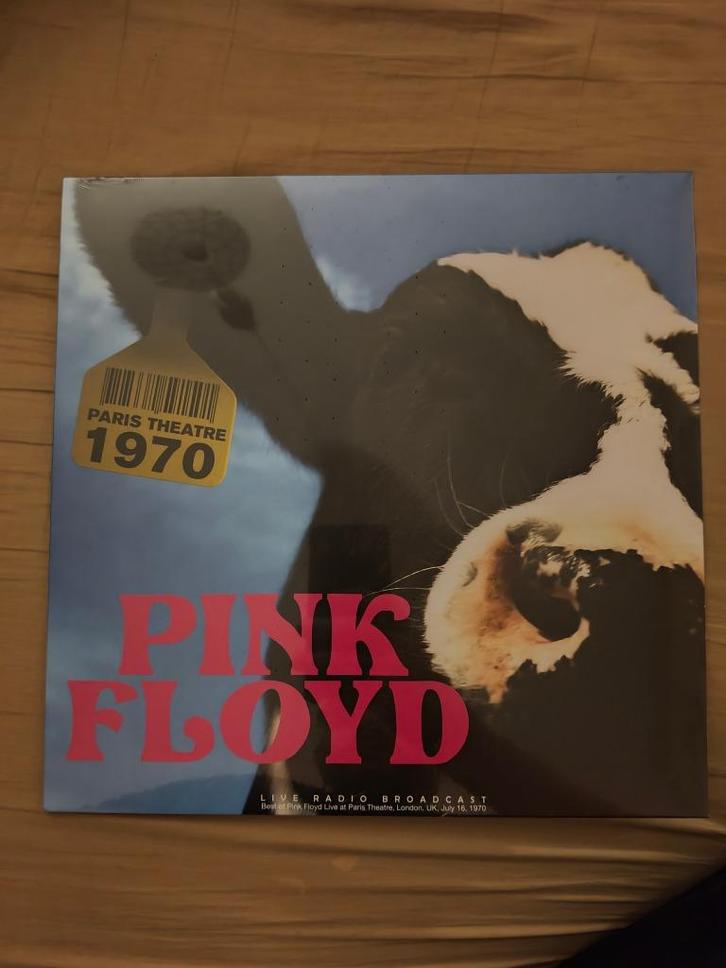 PARIS THEATRE
1970
PINK
FLOYD
LIVE RADIO BROADCAST
Best of Pink Floyd Live at Paris Theatre, London, UK, July 16, 1970